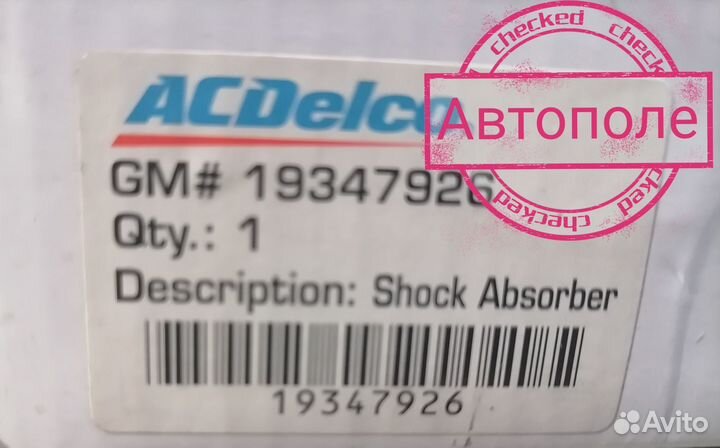 checked
checked
ACDelco
Автополе
GM# 19347926
Qty.: 1
checked
checked
Description: Shock Absorber
19347926
Avito